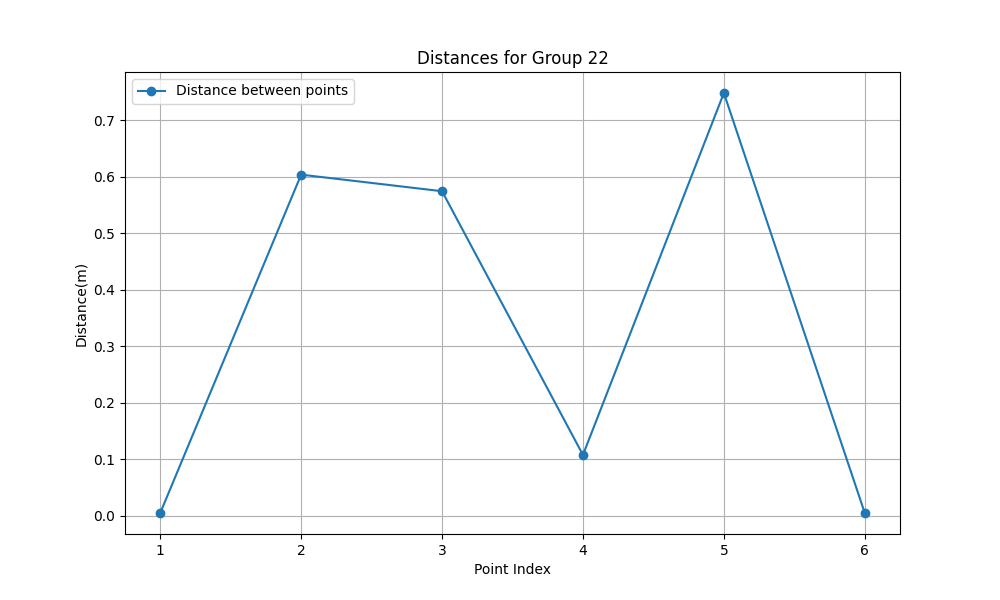 Distances for Group 22
Distance between points
0.7
0.6
0.5
0.4
0.3
0.2
0.1
0.0
Distance(m)
1 2 3 4 5 6
Point Index